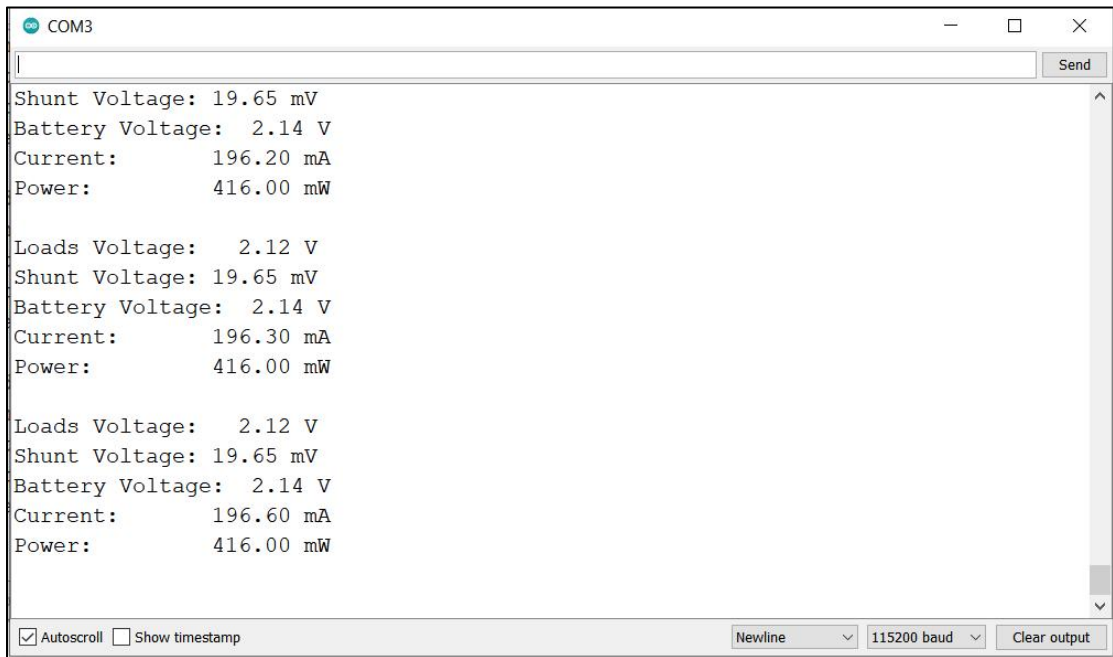 COM3
Send
Shunt Voltage: 19.65 mV
Battery Voltage:  2.14 V
Current:       196.20 mA
Power:         416.00 mW
Loads Voltage:   2.12 V
Shunt Voltage: 19.65 mV
Battery Voltage:  2.14 V
Current:       196.30 mA
Power:         416.00 mW
Loads Voltage:   2.12 V
Shunt Voltage: 19.65 mV
Battery Voltage:  2.14 V
Current:       196.60 mA
Power:         416.00 mW
Autoscroll Show timestamp Newline 115200 baud Clear output